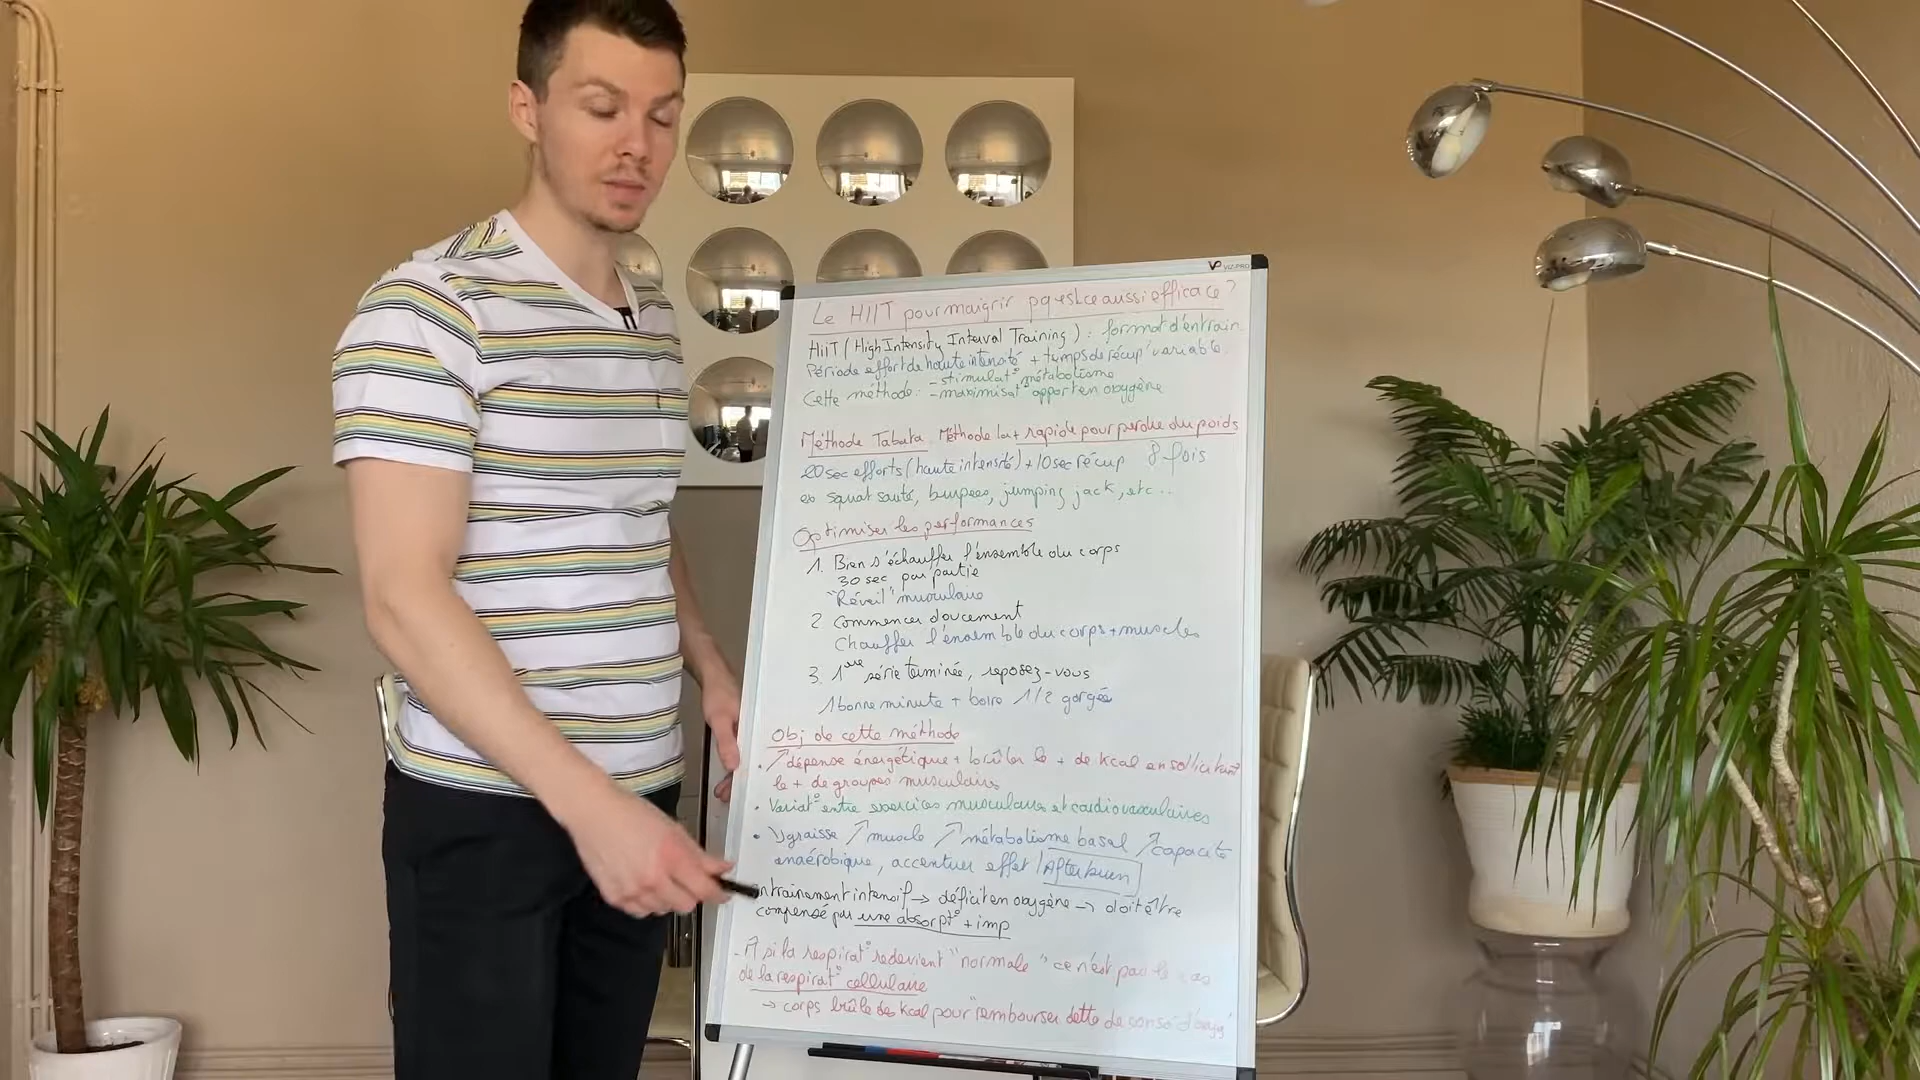 VIZ-PRO
Le HIIT pour maigrir pq est ce aussi efficace ?
HiiT (High Intensity Interval Training) : format d'entrain
Période effort de haute intensité + temps de récup' variable.
Cette méthode : - stimulat° métabolisme
- maximisat° apport en oxygène
Méthode Tabata. Méthode la + rapide pour perdre du poids
20 sec efforts (haute intensité) + 10 sec récup 8 fois
ex squat sauté, burpees, jumping jack, etc ..
Optimiser les performances
1. Bien s'échauffer l'ensemble du corps
30 sec par partie
"Réveil" musculaire
2 Commencer doucement
Chauffer l'ensemble du corps + muscles
3. 1ère série terminée, reposez-vous
1 bonne minute + boire 1/2 gorgée
Obj de cette méthode
• ↗ dépense énergétique + brûler le + de kcal en sollicitant
le + de groupes musculaires
• Variat° entre exercices musculaires et cardiovasculaires
• ↘ graisse ↗ muscle ↗ métabolisme basal ↗ capacité
anaérobique, accentuer effet Afterburn
entrainement intensif → déficit en oxygène → doit être
compensé par une absorpt° + imp
si la respirat° redevient "normale" ce n'est pas le cas
de la respirat° cellulaire
→ corps brûle des kcal pour "rembourser dette de conso d'oxyg"